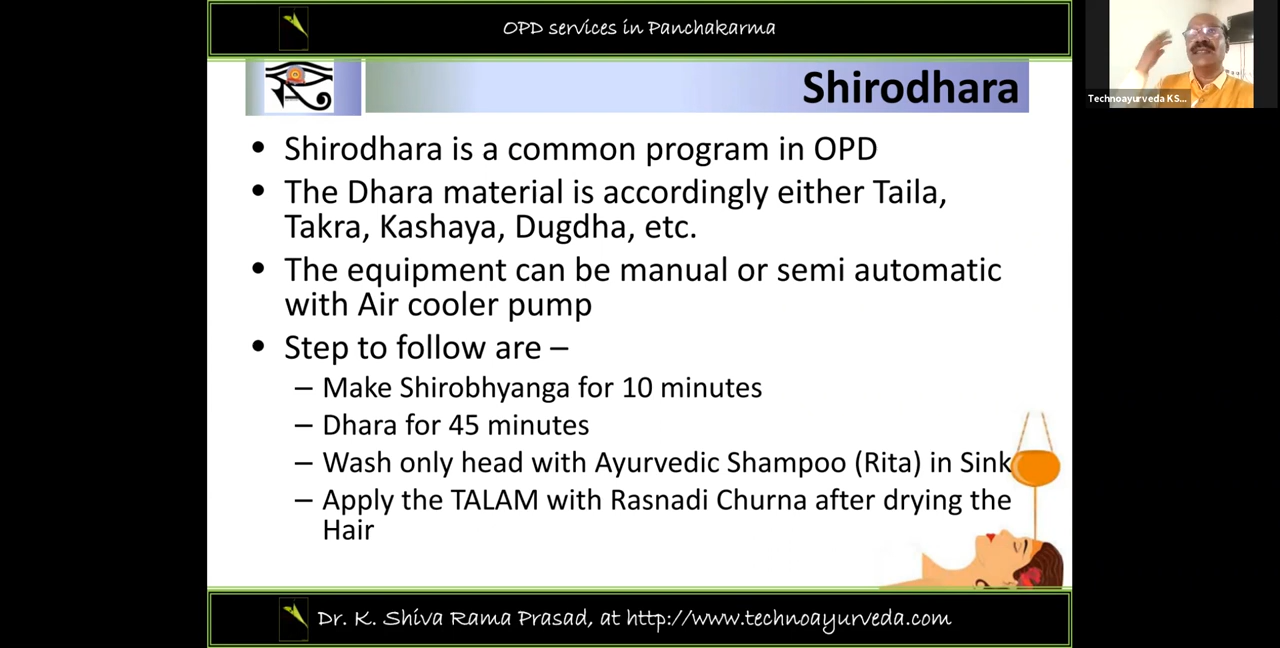 OPD services in Panchakarma
Shirodhara
• Shirodhara is a common program in OPD
• The Dhara material is accordingly either Taila,
Takra, Kashaya, Dugdha, etc.
• The equipment can be manual or semi automatic
with Air cooler pump
• Step to follow are –
– Make Shirobhyanga for 10 minutes
– Dhara for 45 minutes
– Wash only head with Ayurvedic Shampoo (Rita) in Sink
– Apply the TALAM with Rasnadi Churna after drying the
Hair
Dr. K. Shiva Rama Prasad, at http://www.technoayurveda.com
Technoayurveda KS...